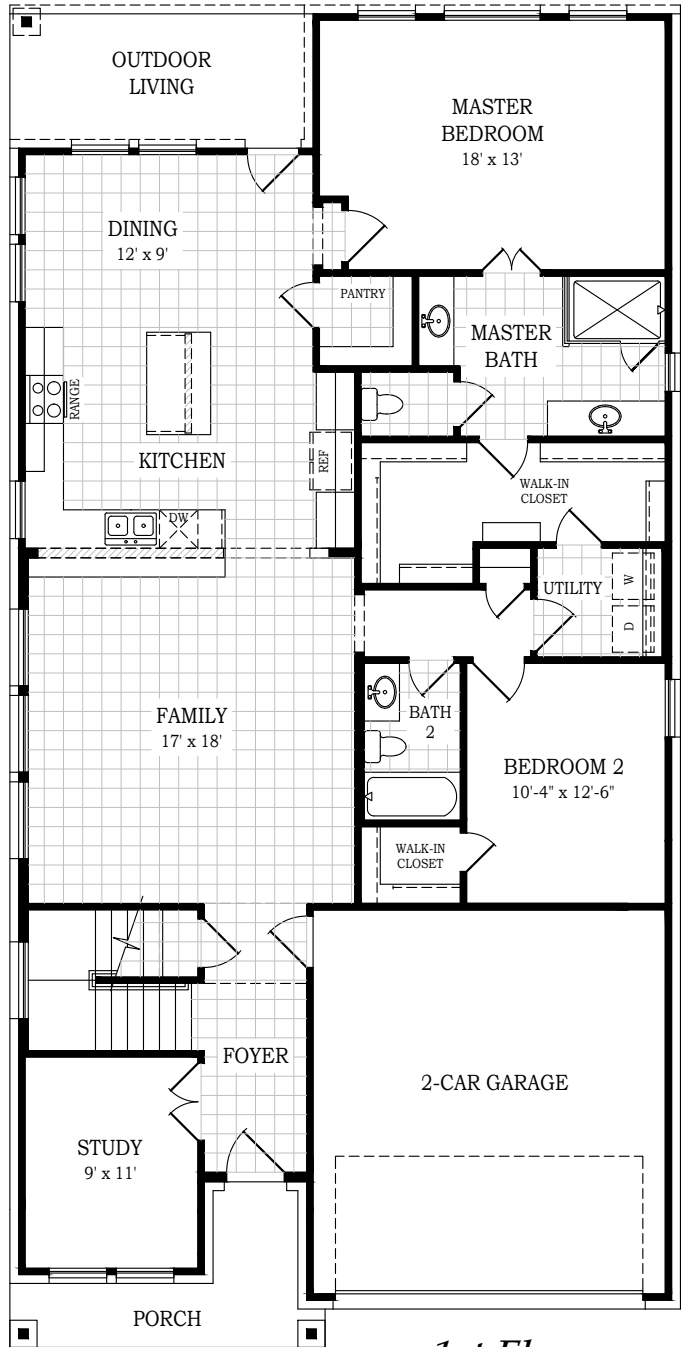 OUTDOOR
LIVING
MASTER
BEDROOM
18' x 13'
DINING
12' x 9'
PANTRY
MASTER
BATH
RANGE
KITCHEN
REF
DW
WALK-IN
CLOSET
UTILITY
W
D
FAMILY
17' x 18'
BATH
2
BEDROOM 2
10'-4" x 12'-6"
WALK-IN
CLOSET
FOYER
2-CAR GARAGE
STUDY
9' x 11'
PORCH